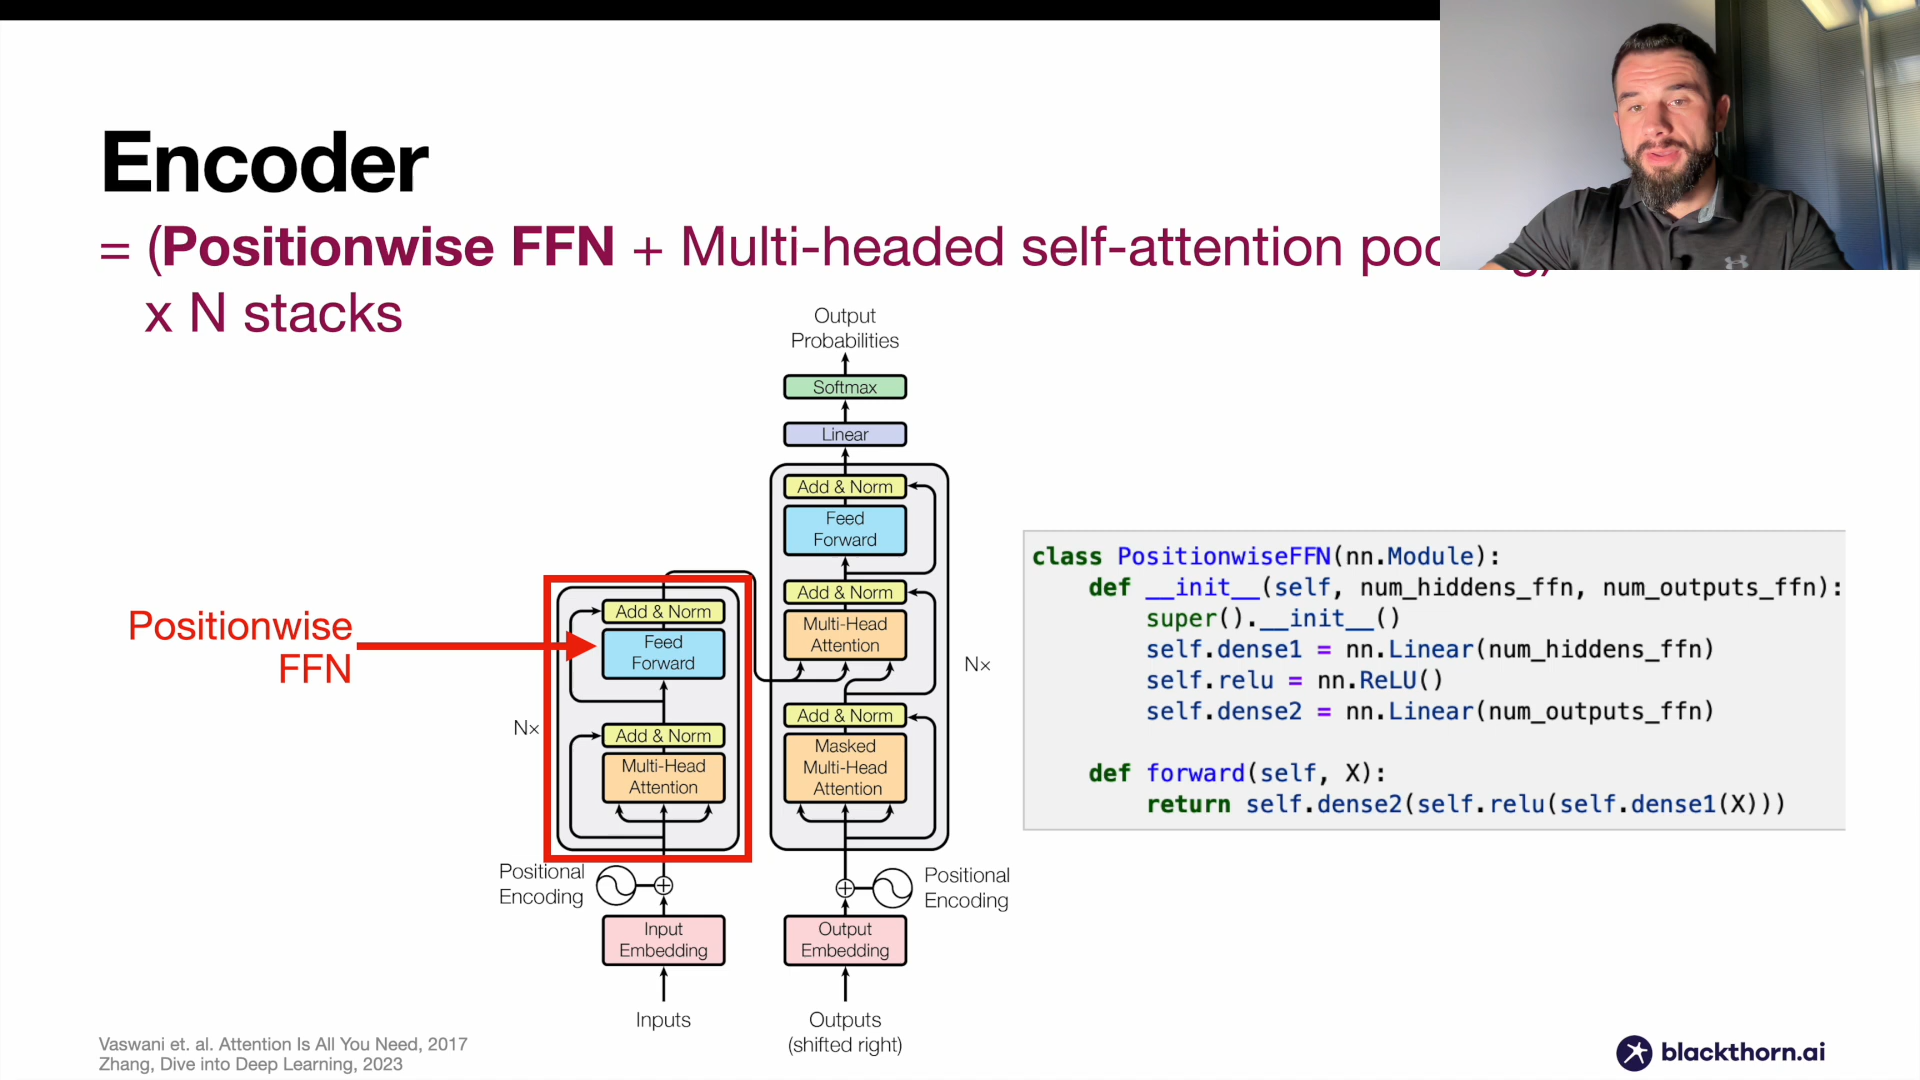 Encoder
= (Positionwise FFN + Multi-headed self-attention
x N stacks
Output
Probabilities
Softmax
Linear
Add & Norm
Feed
Forward
Add & Norm
Multi-Head
Attention
Add & Norm
Masked
Multi-Head
Attention
Nx
Positionwise
FFN
Add & Norm
Feed
Forward
Nx
Add & Norm
Multi-Head
Attention
Positional
Encoding
Input
Embedding
Inputs
Positional
Encoding
Output
Embedding
Outputs
(shifted right)
class PositionwiseFFN(nn.Module):
    def __init__(self, num_hiddens_ffn, num_outputs_ffn):
        super().__init__()
        self.dense1 = nn.Linear(num_hiddens_ffn)
        self.relu = nn.ReLU()
        self.dense2 = nn.Linear(num_outputs_ffn)
    def forward(self, X):
        return self.dense2(self.relu(self.dense1(X)))
Vaswani et. al. Attention Is All You Need, 2017
Zhang, Dive into Deep Learning, 2023
blackthorn.ai